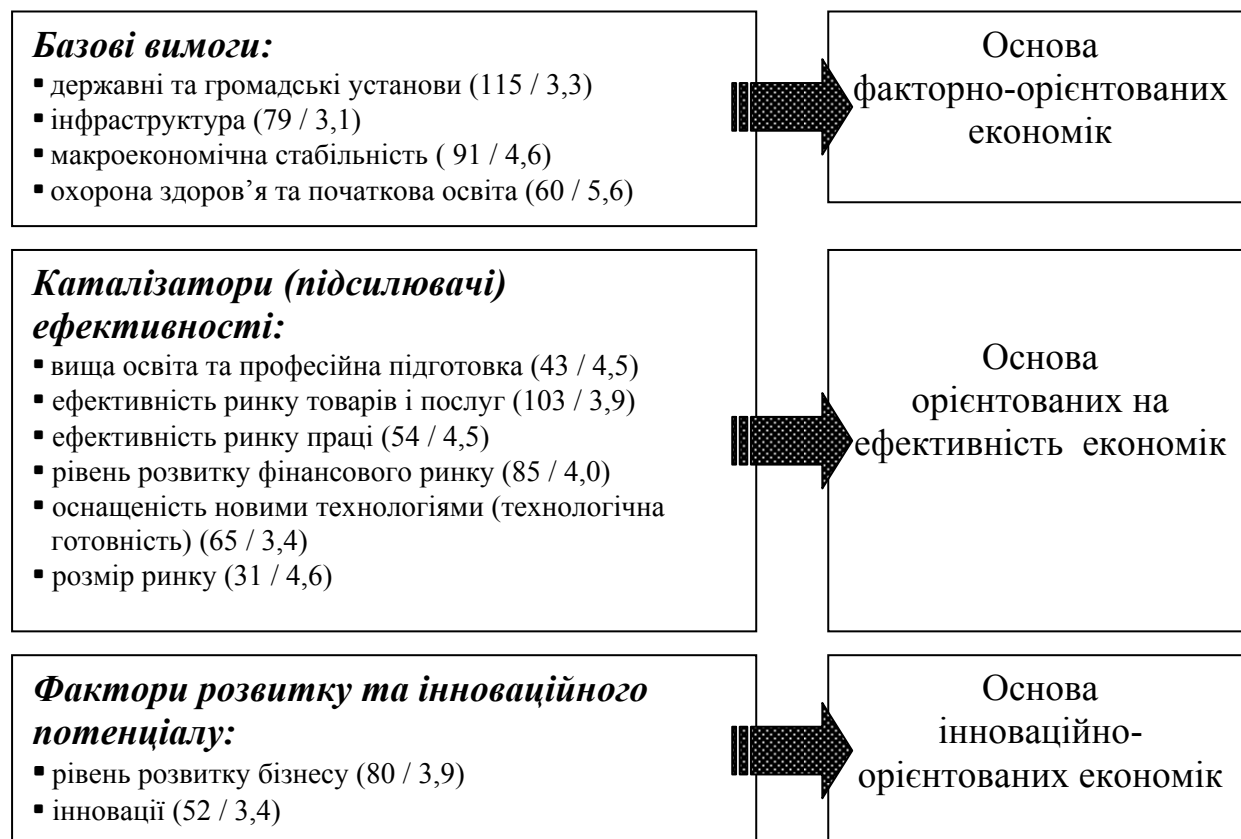 Базові вимоги:
▪ державні та громадські установи (115 / 3,3)
▪ інфраструктура (79 / 3,1)
▪ макроекономічна стабільність ( 91 / 4,6)
▪ охорона здоров’я та початкова освіта (60 / 5,6)
Основа
факторно-орієнтованих
економік
Каталізатори (підсилювачі)
ефективності:
▪ вища освіта та професійна підготовка (43 / 4,5)
▪ ефективність ринку товарів і послуг (103 / 3,9)
▪ ефективність ринку праці (54 / 4,5)
▪ рівень розвитку фінансового ринку (85 / 4,0)
▪ оснащеність новими технологіями (технологічна
готовність) (65 / 3,4)
▪ розмір ринку (31 / 4,6)
Основа
орієнтованих на
ефективність економік
Фактори розвитку та інноваційного
потенціалу:
▪ рівень розвитку бізнесу (80 / 3,9)
▪ інновації (52 / 3,4)
Основа
інноваційно-
орієнтованих економік